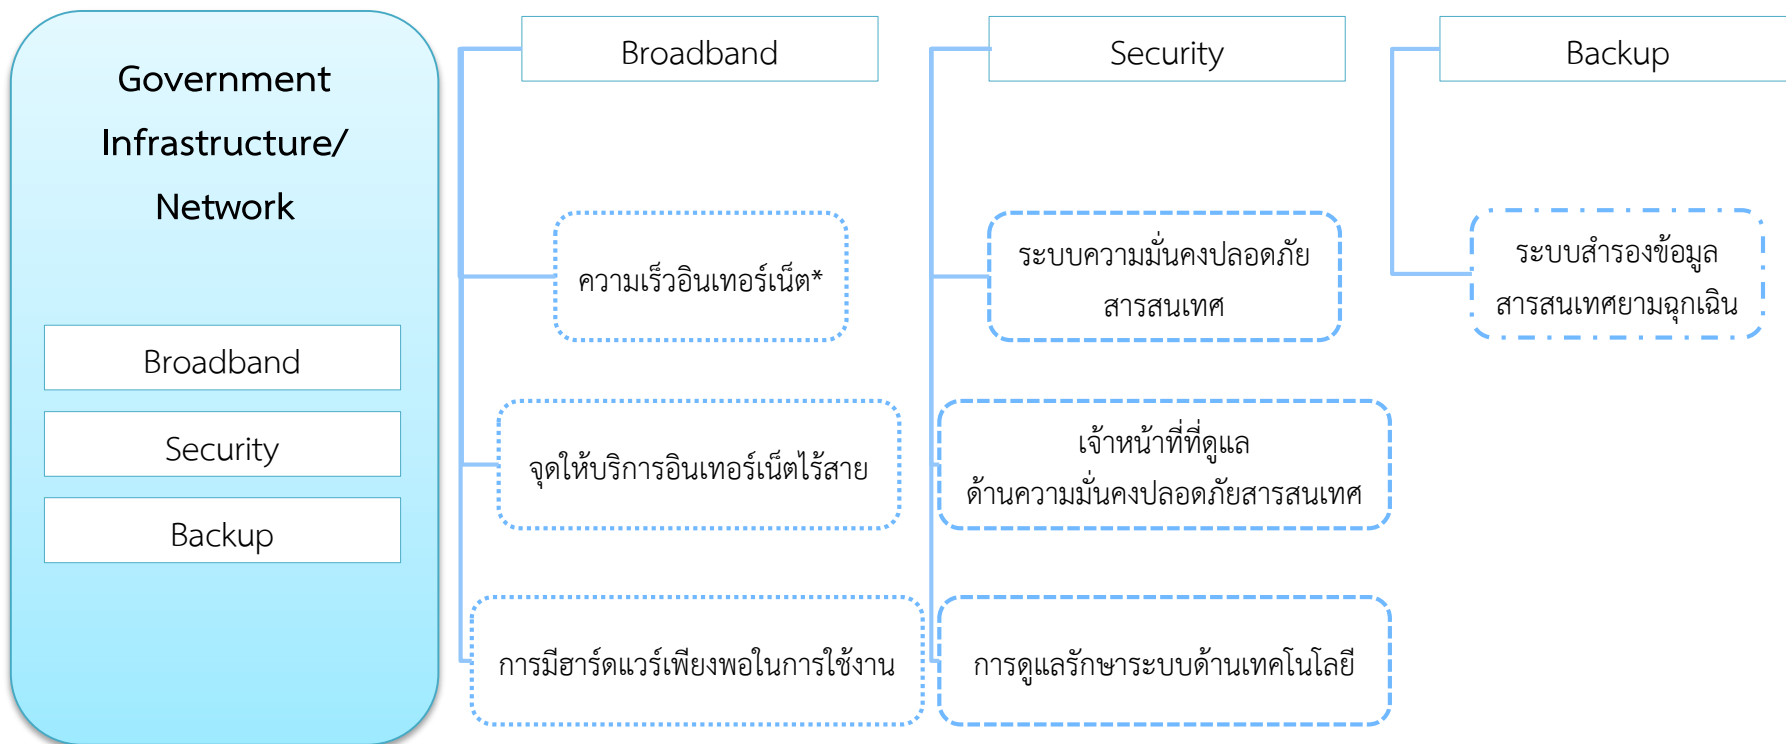 Government
Infrastructure/
Network
Broadband
Security
Backup
Broadband
ความเร็วอินเทอร์เน็ต*
จุดให้บริการอินเทอร์เน็ตไร้สาย
การมีฮาร์ดแวร์เพียงพอในการใช้งาน
Security
ระบบความมั่นคงปลอดภัย
สารสนเทศ
เจ้าหน้าที่ที่ดูแล
ด้านความมั่นคงปลอดภัยสารสนเทศ
การดูแลรักษาระบบด้านเทคโนโลยี
Backup
ระบบสำรองข้อมูล
สารสนเทศยามฉุกเฉิน